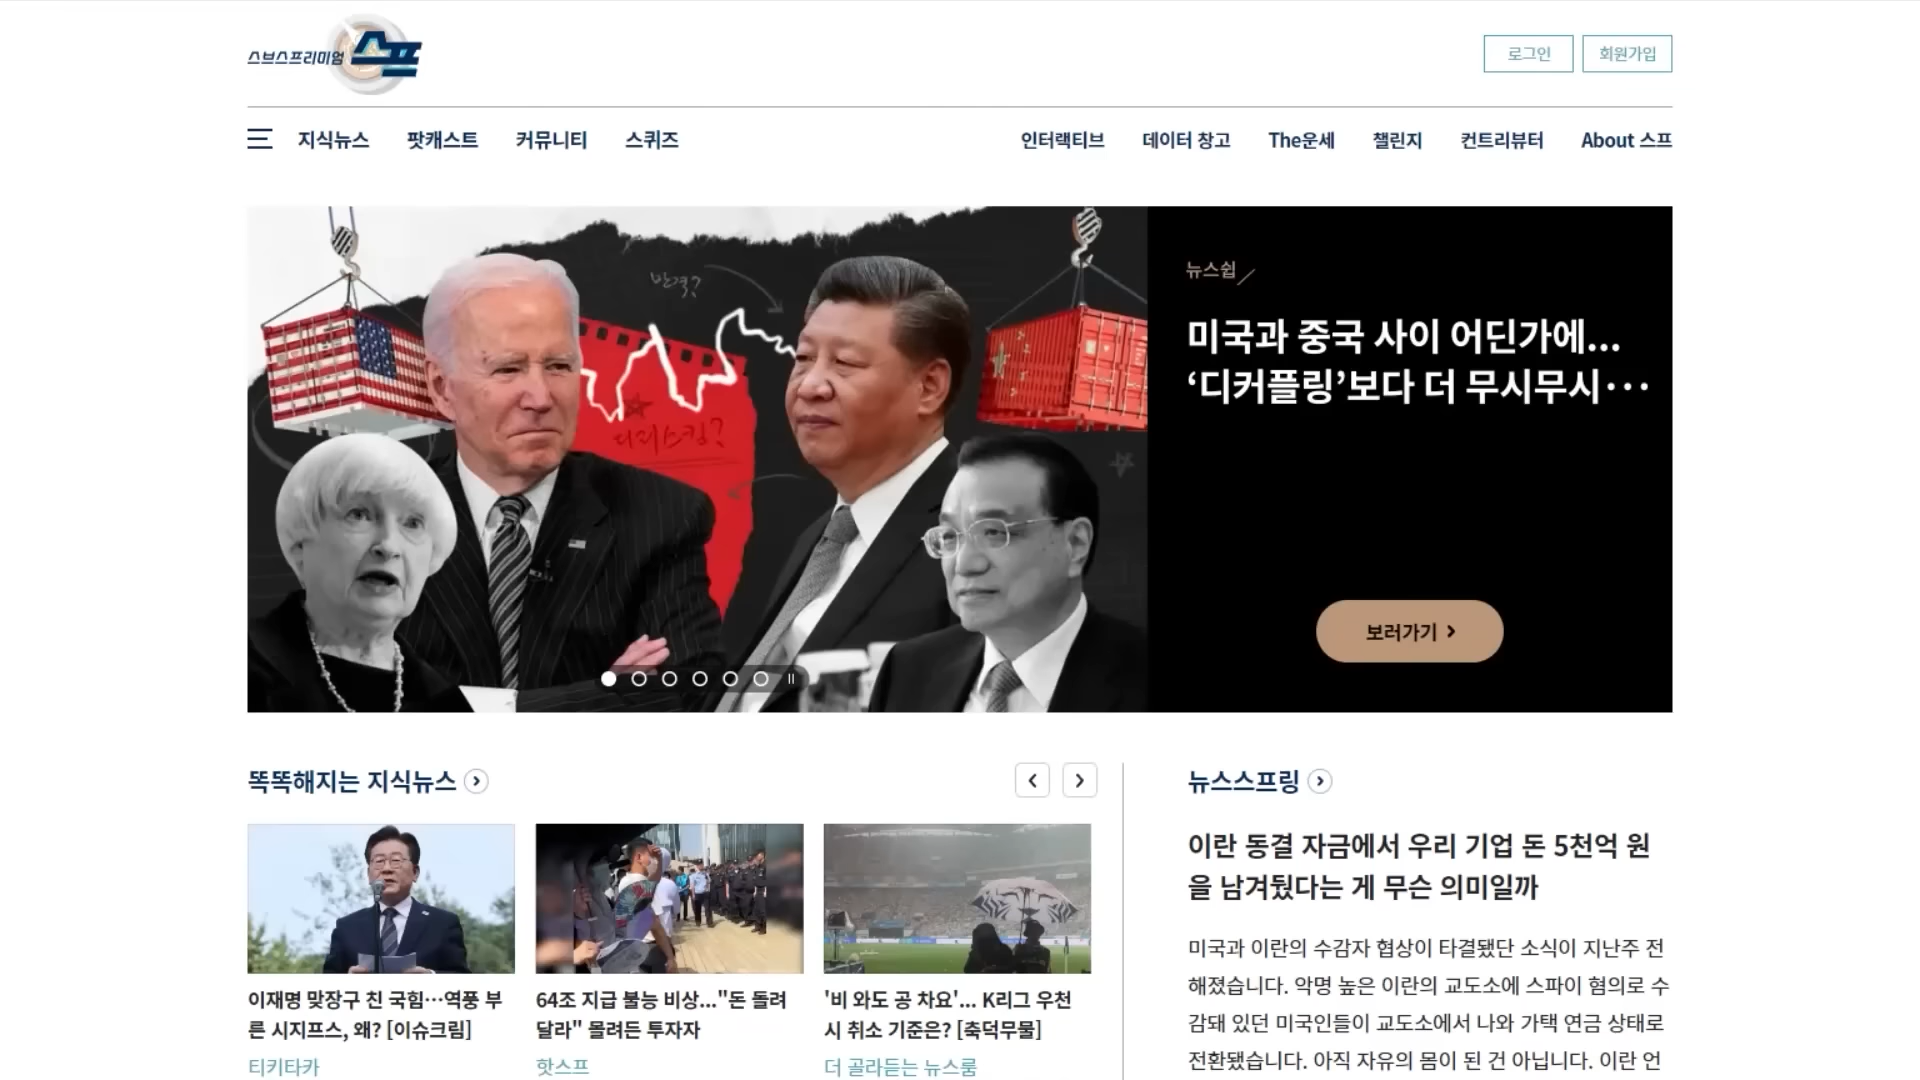 스브스프리미엄 스프
로그인
회원가입
지식뉴스
팟캐스트
커뮤니티
스퀴즈
인터랙티브
데이터 창고
The운세
챌린지
컨트리뷰터
About 스프
반격?
디리스킹?
뉴스쉽
미국과 중국 사이 어딘가에...
‘디커플링’보다 더 무시무시···
보러가기
똑똑해지는 지식뉴스
이재명 맞장구 친 국힘…역풍 부
른 시지프스, 왜? [이슈크림]
티키타카
64조 지급 불능 비상..."돈 돌려
달라" 몰려든 투자자
핫스프
'비 와도 공 차요'... K리그 우천
시 취소 기준은? [축덕무물]
더 골라듣는 뉴스룸
뉴스스프링
이란 동결 자금에서 우리 기업 돈 5천억 원
을 남겨뒀다는 게 무슨 의미일까
미국과 이란의 수감자 협상이 타결됐단 소식이 지난주 전
해졌습니다. 악명 높은 이란의 교도소에 스파이 혐의로 수
감돼 있던 미국인들이 교도소에서 나와 가택 연금 상태로
전환됐습니다. 아직 자유의 몸이 된 건 아닙니다. 이란 언